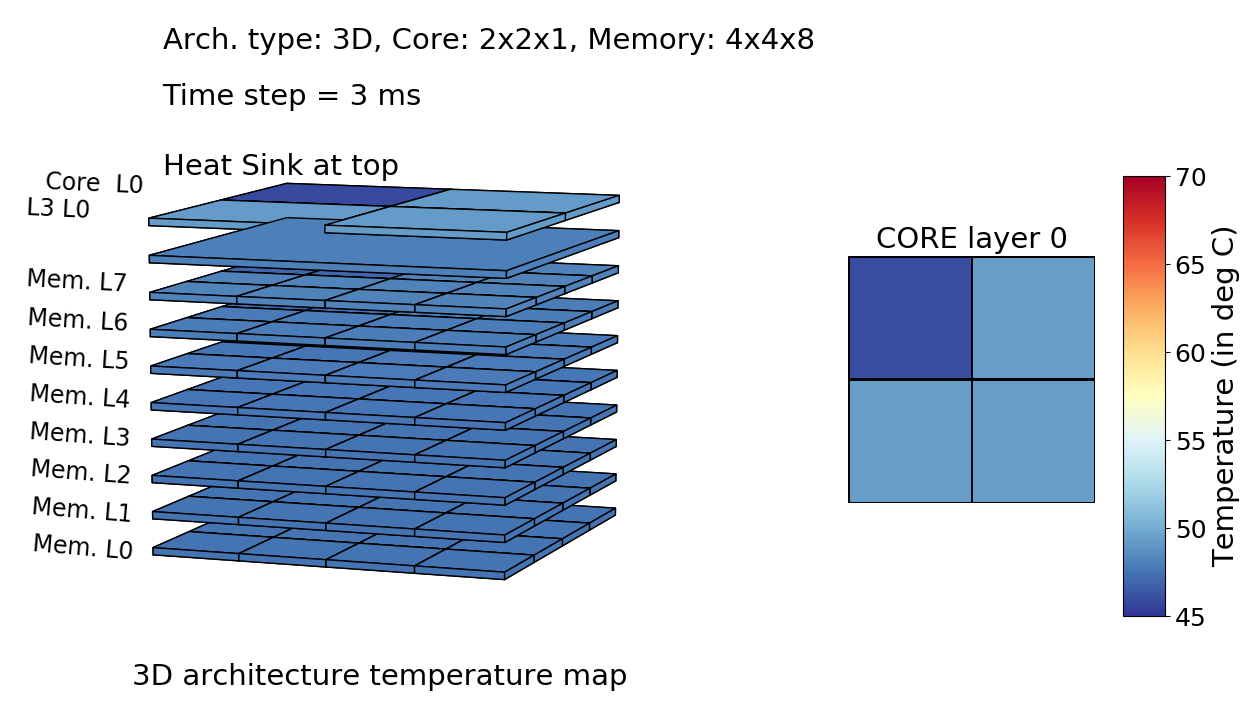 Arch. type: 3D, Core: 2x2x1, Memory: 4x4x8
Time step = 3 ms
Heat Sink at top
Core  L0
L3 L0
Mem. L7
Mem. L6
Mem. L5
Mem. L4
Mem. L3
Mem. L2
Mem. L1
Mem. L0
3D architecture temperature map
CORE layer 0
70
65
60
55
50
45
Temperature (in deg C)